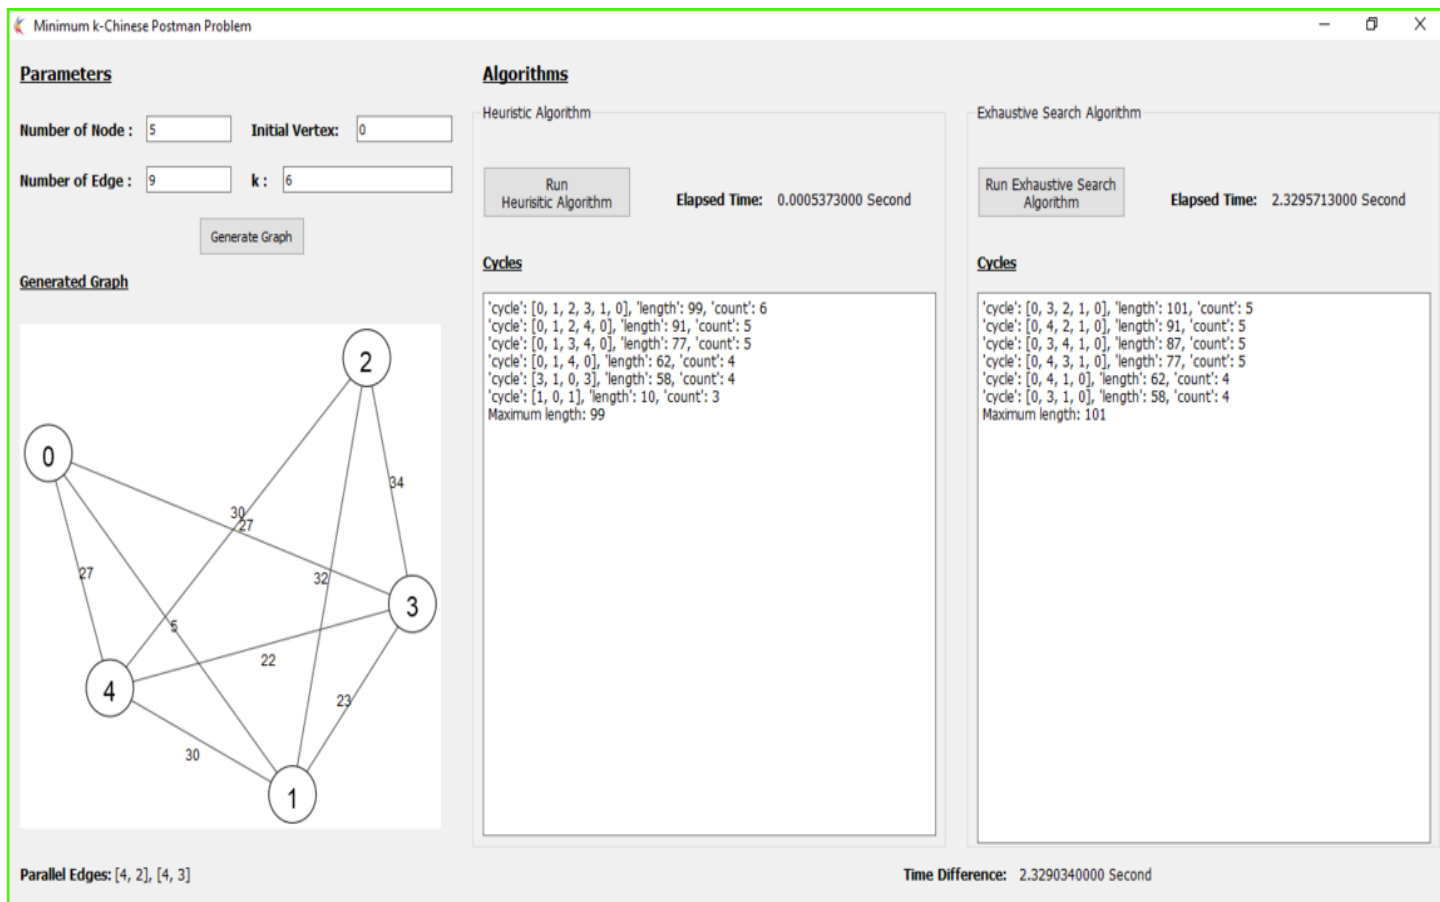 Minimum k-Chinese Postman Problem
Parameters
Number of Node : 5 Initial Vertex: 0
Number of Edge : 9 k : 6
Generate Graph
Generated Graph
2
0
34
30
27
27
32
3
5
22
4
23
30
1
Parallel Edges: [4, 2], [4, 3]
Algorithms
Heuristic Algorithm
Run
Heurisitic Algorithm
Elapsed Time: 0.0005373000 Second
Cycles
'cycle': [0, 1, 2, 3, 1, 0], 'length': 99, 'count': 6
'cycle': [0, 1, 2, 4, 0], 'length': 91, 'count': 5
'cycle': [0, 1, 3, 4, 0], 'length': 77, 'count': 5
'cycle': [0, 1, 4, 0], 'length': 62, 'count': 4
'cycle': [3, 1, 0, 3], 'length': 58, 'count': 4
'cycle': [1, 0, 1], 'length': 10, 'count': 3
Maximum length: 99
Exhaustive Search Algorithm
Run Exhaustive Search
Algorithm
Elapsed Time: 2.3295713000 Second
Cycles
'cycle': [0, 3, 2, 1, 0], 'length': 101, 'count': 5
'cycle': [0, 4, 2, 1, 0], 'length': 91, 'count': 5
'cycle': [0, 3, 4, 1, 0], 'length': 87, 'count': 5
'cycle': [0, 4, 3, 1, 0], 'length': 77, 'count': 5
'cycle': [0, 4, 1, 0], 'length': 62, 'count': 4
'cycle': [0, 3, 1, 0], 'length': 58, 'count': 4
Maximum length: 101
Time Difference: 2.3290340000 Second